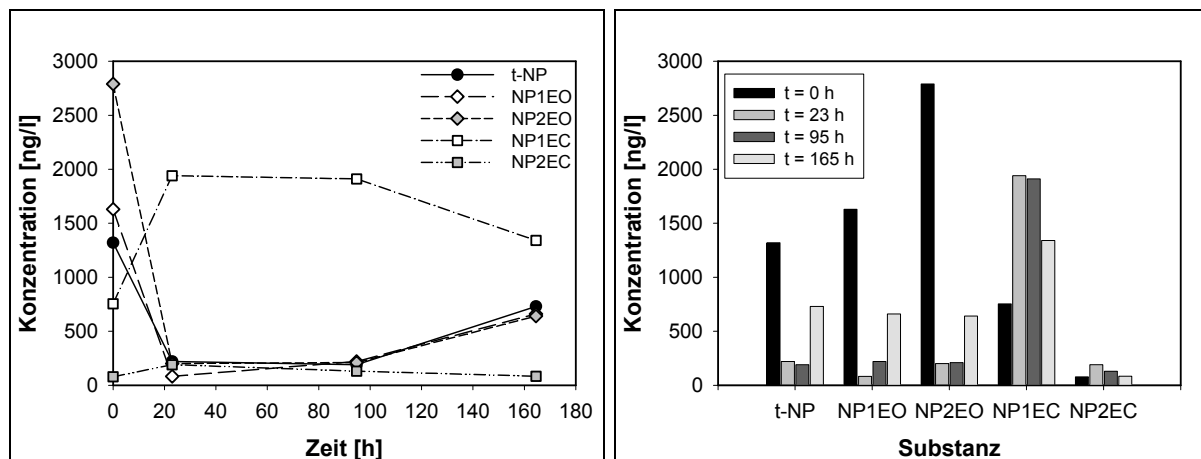 3000
2500
2000
1500
1000
500
0
Konzentration [ng/l]
t-NP
NP1EO
NP2EO
NP1EC
NP2EC
0 20 40 60 80 100 120 140 160 180
Zeit [h]
3000
2500
2000
1500
1000
500
0
Konzentration [ng/l]
t = 0 h
t = 23 h
t = 95 h
t = 165 h
t-NP NP1EO NP2EO NP1EC NP2EC
Substanz